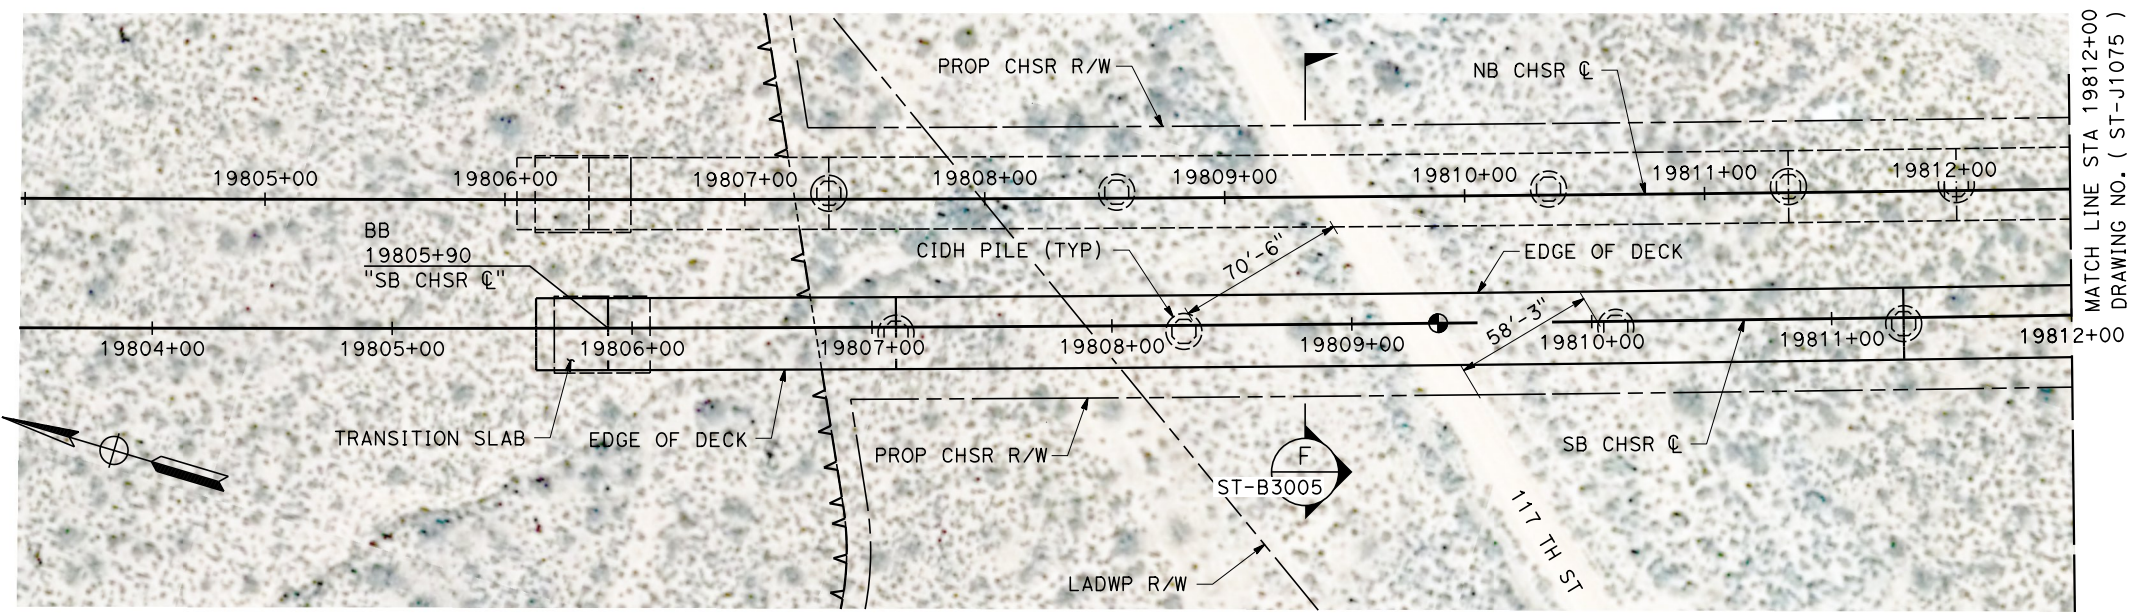 PROP CHSR R/W
NB CHSR ℄
MATCH LINE STA 19812+00
DRAWING NO. ( ST-J1075 )
19805+00
19806+00
19807+00
19808+00
19809+00
19810+00
19811+00
19812+00
BB
19805+90
"SB CHSR ℄"
CIDH PILE (TYP)
70'-6"
EDGE OF DECK
58'-3"
19804+00
19805+00
19806+00
19807+00
19808+00
19809+00
19810+00
19811+00
19812+00
TRANSITION SLAB
EDGE OF DECK
PROP CHSR R/W
F
ST-B3005
SB CHSR ℄
117 TH ST
LADWP R/W